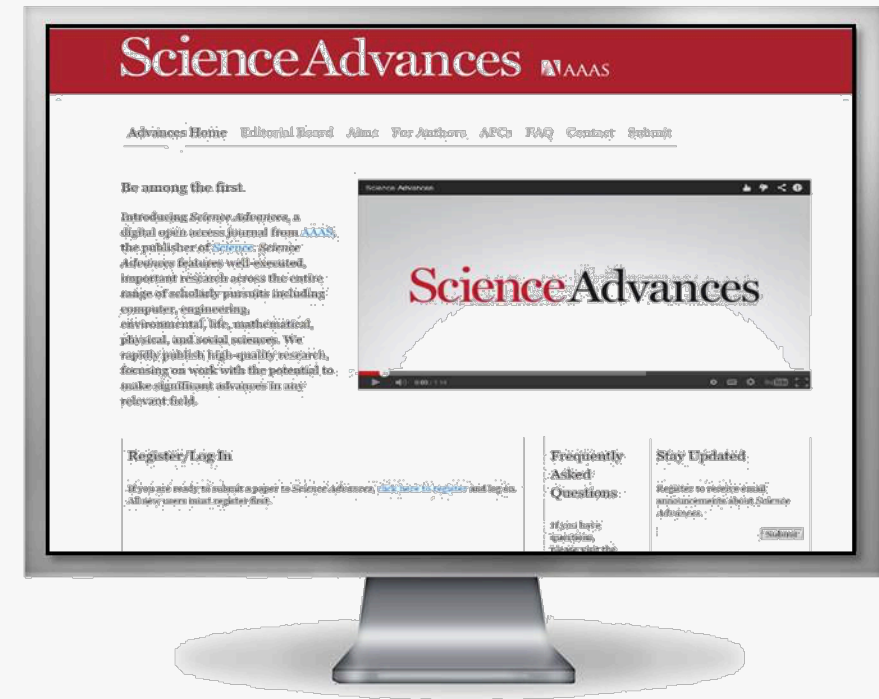 Science Advances AAAS
Advances Home Editorial Board Aims For Authors APCs FAQ Contact Submit
Be among the first.
Introducing Science Advances, a
digital open access journal from AAAS,
the publisher of Science. Science
Advances features well-executed,
important research across the entire
range of scholarly pursuits including
computer, engineering,
environmental, life, mathematical,
physical, and social sciences. We
rapidly publish high-quality research,
focusing on work with the potential to
make significant advances in any
relevant field.
Science Advances
Science Advances
Register/Log In
If you are ready to submit a paper to Science Advances, click here to register and log on.
All new users must register first.
Frequently
Asked
Questions
If you have
questions,
please visit the
Stay Updated
Register to receive email
announcements about Science
Advances.
Submit